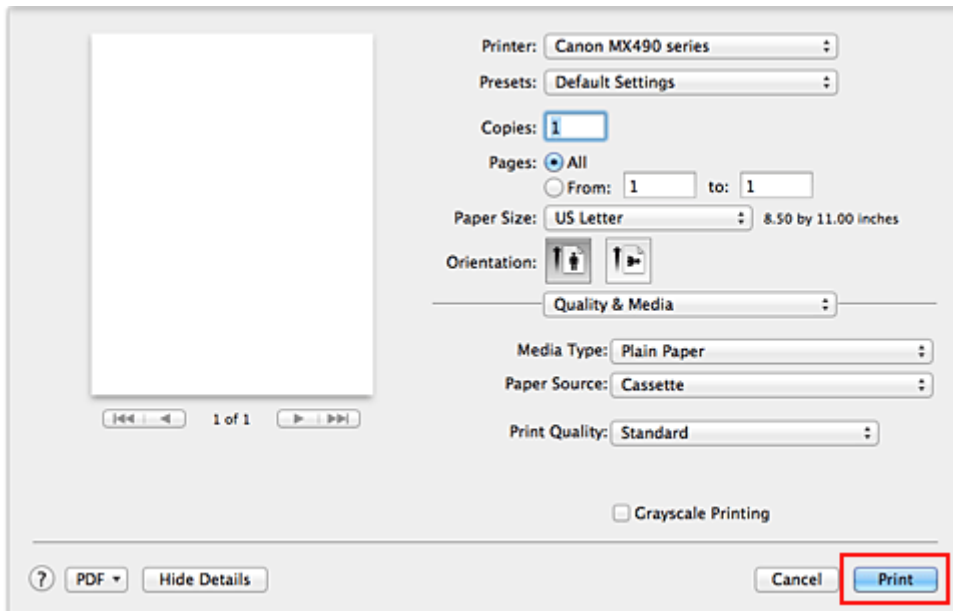 Printer: Canon MX490 series
Presets: Default Settings
Copies: 1
Pages: All
From: 1 to: 1
Paper Size: US Letter 8.50 by 11.00 inches
Orientation:
Quality & Media
Media Type: Plain Paper
Paper Source: Cassette
1 of 1
Print Quality: Standard
Grayscale Printing
? PDF Hide Details Cancel Print